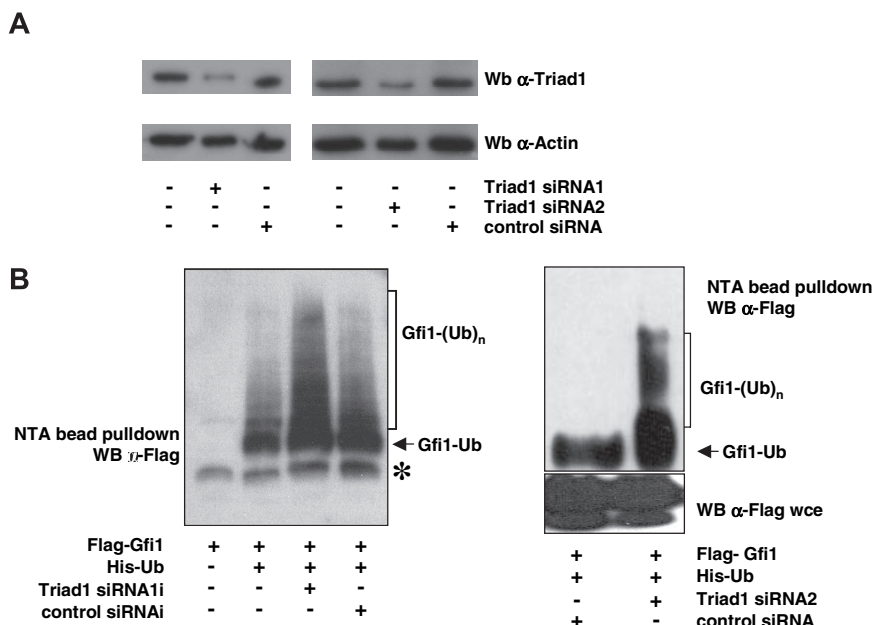 A
Wb α-Triad1
Wb α-Actin
- + - - - - Triad1 siRNA1
- - - - + - Triad1 siRNA2
- - + - - + control siRNA
B
NTA bead pulldown
WB α-Flag
Gfi1-(Ub)n
Gfi1-(Ub)n
NTA bead pulldown
WB -Flag
Gfi1-Ub
Gfi1-Ub
*
WB α-Flag wce
Flag-Gfi1 + + + +
His-Ub - + + +
Triad1 siRNA1i - - + -
control siRNAi - - - +
+ + Flag- Gfi1
+ + His-Ub
- + Triad1 siRNA2
+ - control siRNA